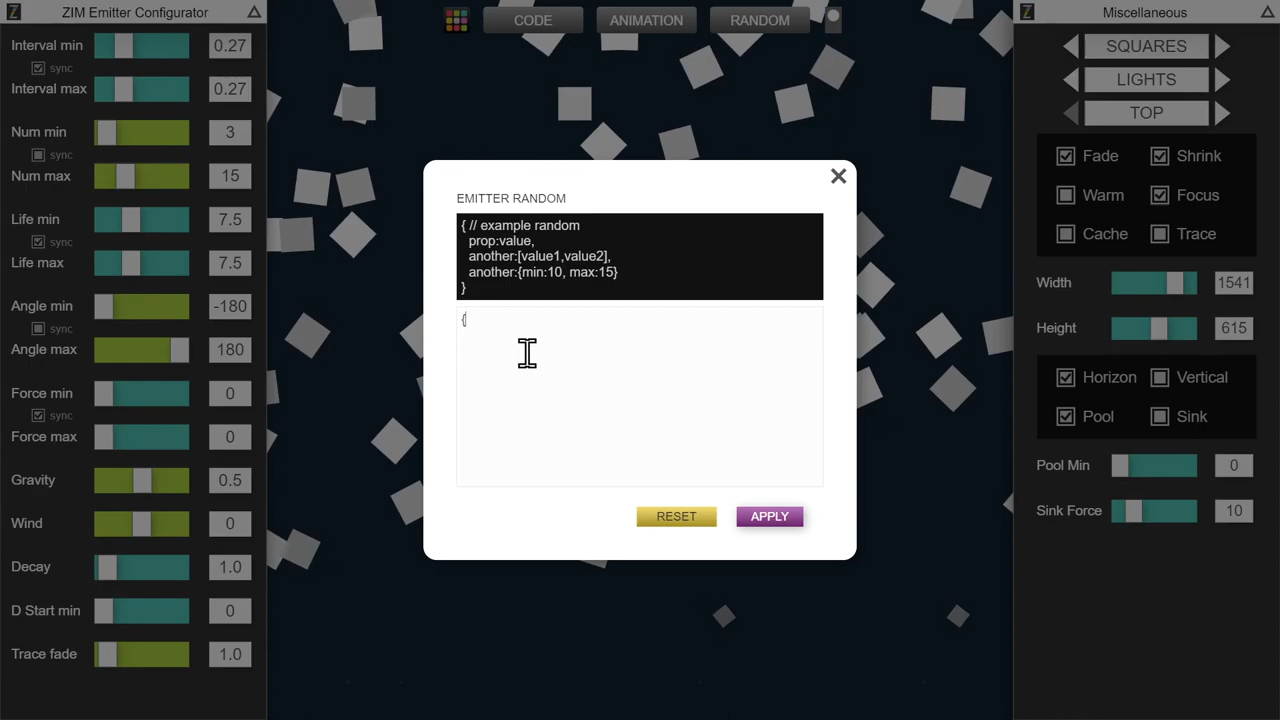 ZIM Emitter Configurator
Interval min 0.27
sync
Interval max 0.27
Num min 3
sync
Num max 15
Life min 7.5
sync
Life max 7.5
Angle min -180
sync
Angle max 180
Force min 0
sync
Force max 0
Gravity 0.5
Wind 0
Decay 1.0
D Start min 0
Trace fade 1.0
CODE ANIMATION RANDOM
EMITTER RANDOM
{ // example random
prop:value,
another:[value1,value2],
another:{min:10, max:15}
}
{
RESET APPLY
Miscellaneous
SQUARES
LIGHTS
TOP
Fade Shrink
Warm Focus
Cache Trace
Width 1541
Height 615
Horizon Vertical
Pool Sink
Pool Min 0
Sink Force 10